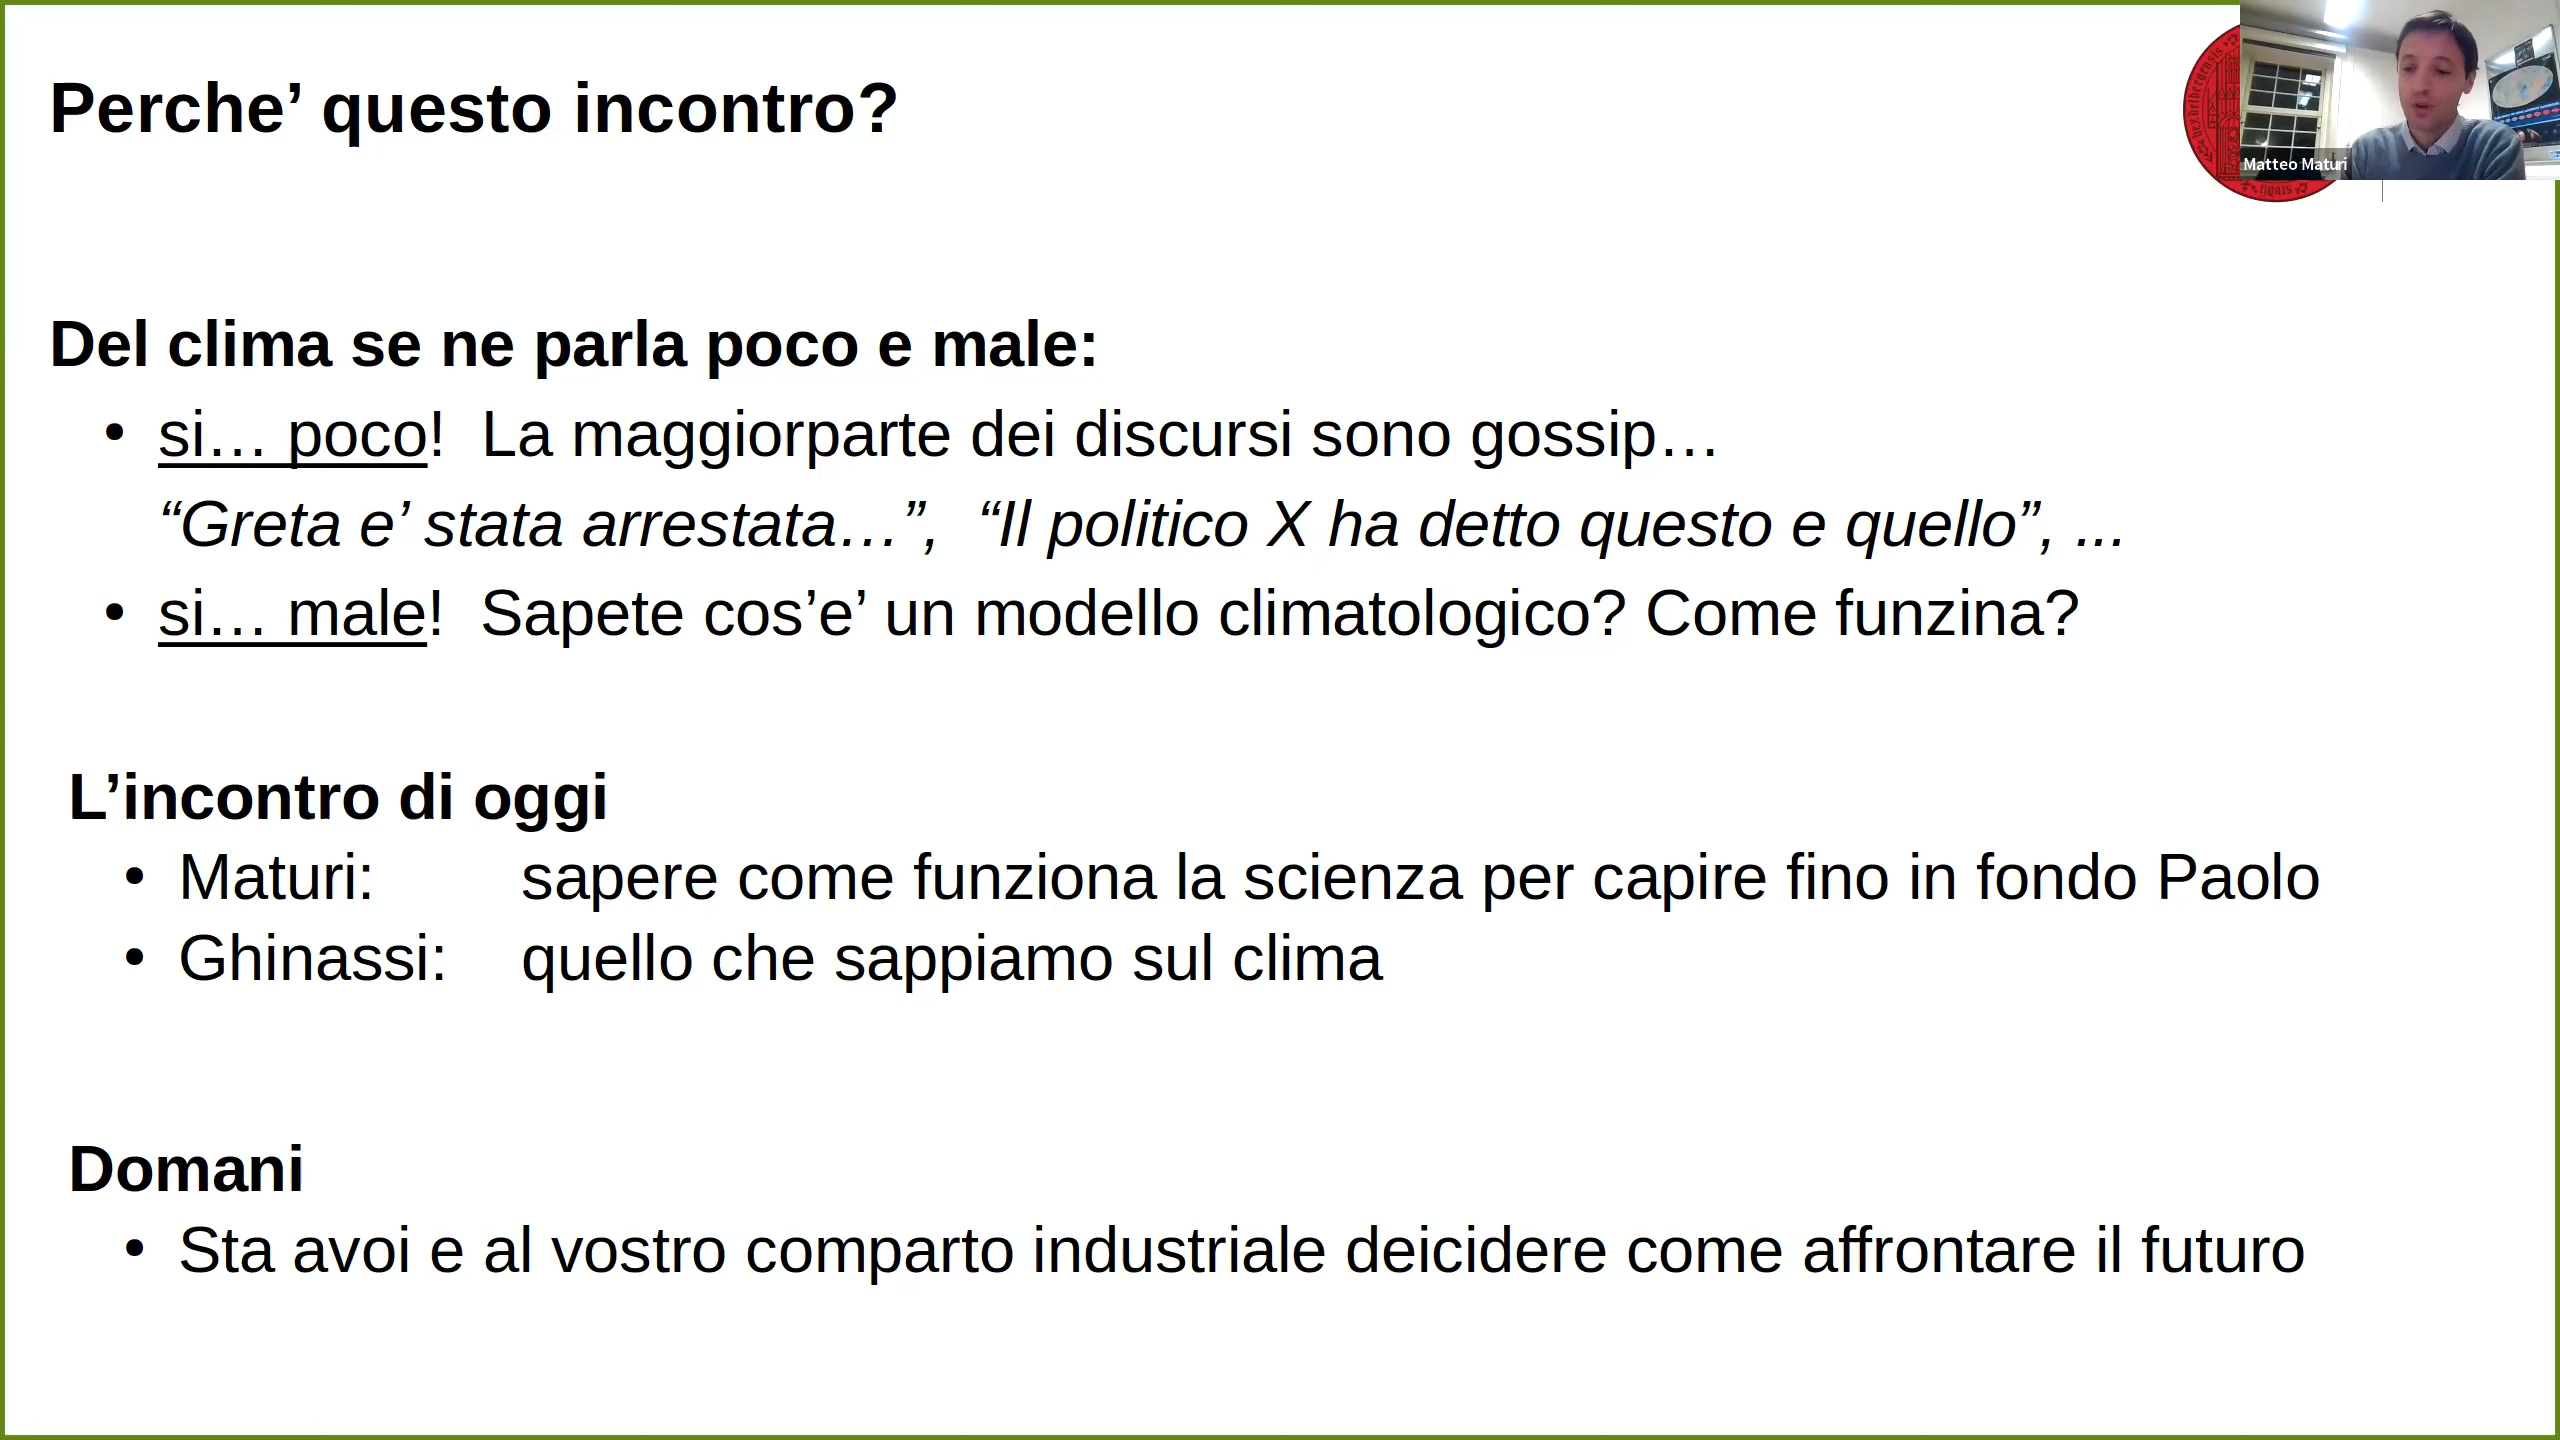 Perche’ questo incontro?
Matteo Maturi
Del clima se ne parla poco e male:
• si… poco!  La maggiorparte dei discursi sono gossip…
“Greta e’ stata arrestata…”,  “Il politico X ha detto questo e quello”, ...
• si… male!  Sapete cos’e’ un modello climatologico? Come funzina?
L’incontro di oggi
• Maturi: sapere come funziona la scienza per capire fino in fondo Paolo
• Ghinassi: quello che sappiamo sul clima
Domani
• Sta avoi e al vostro comparto industriale deicidere come affrontare il futuro